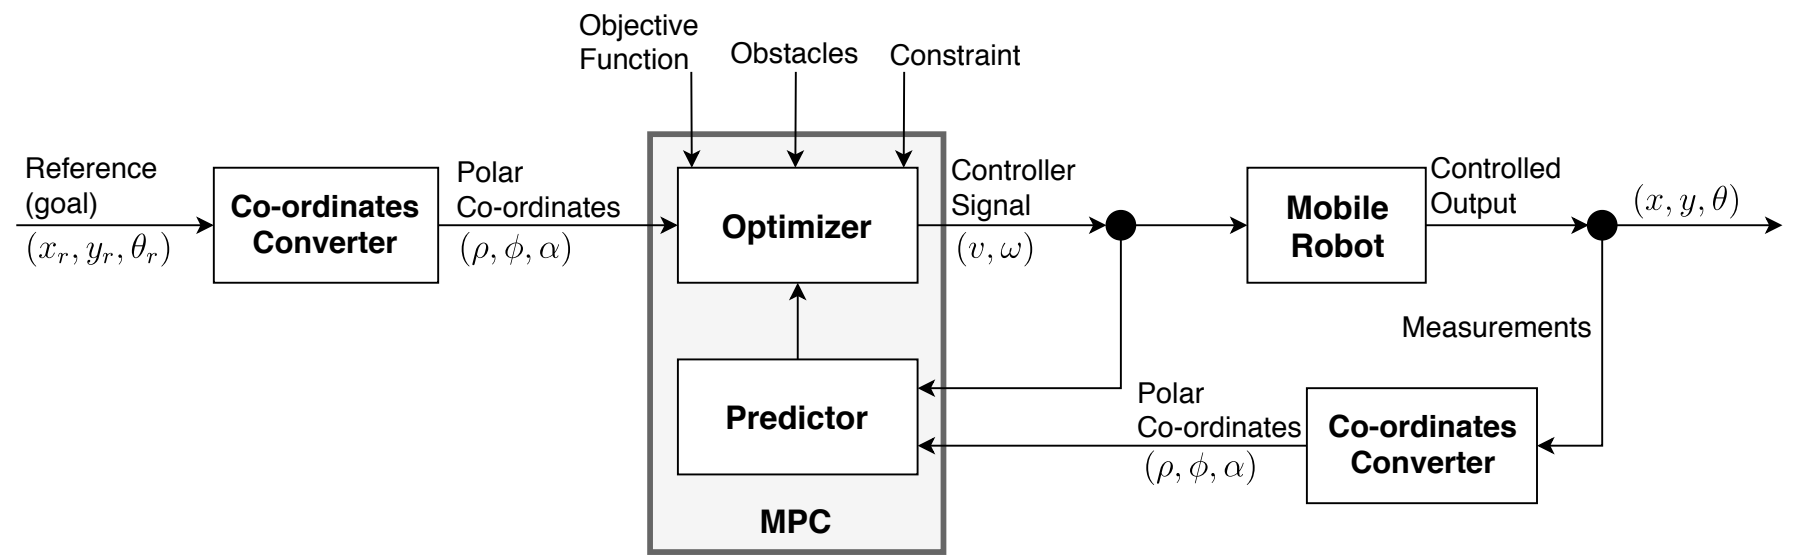 Objective
Function
Obstacles
Constraint
Reference
(goal)
(x_r, y_r, θ_r)
Co-ordinates
Converter
Polar
Co-ordinates
(ρ, ϕ, α)
Optimizer
Controller
Signal
(v, ω)
Mobile
Robot
Controlled
Output
(x, y, θ)
Measurements
Predictor
Polar
Co-ordinates
(ρ, ϕ, α)
Co-ordinates
Converter
MPC